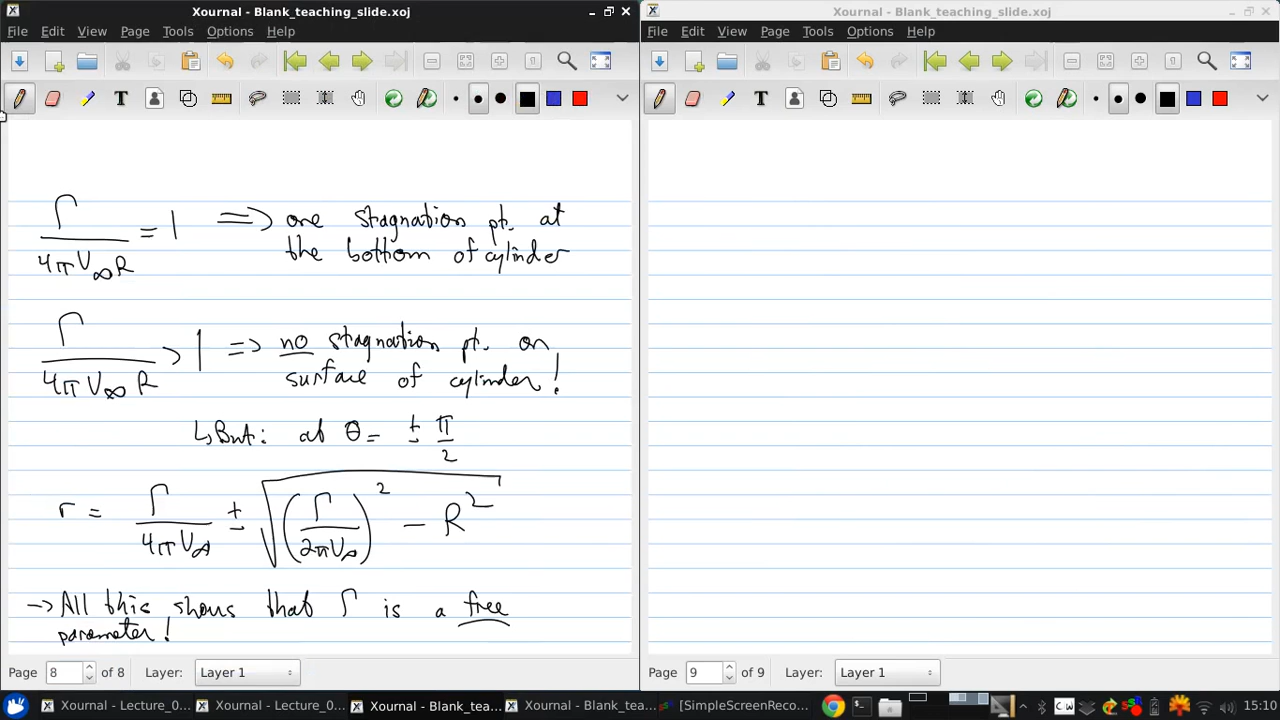 Xournal - Blank_teaching_slide.xoj
File Edit View Page Tools Options Help
Γ/(4πV∞R) = 1 => one stagnation pt. at
the bottom of cylinder
Γ/(4πV∞R) > 1 => no stagnation pt. on
surface of cylinder!
↳But: at θ = ± π/2
r = Γ/(4πV∞) ± √((Γ/(2πV∞))² - R²)
→ All this shows that Γ is a free
parameter!
Page 8 of 8 Layer: Layer 1
Xournal - Blank_teaching_slide.xoj
File Edit View Page Tools Options Help
Page 9 of 9 Layer: Layer 1
Xournal - Lecture_0... Xournal - Lecture_0... Xournal - Blank_tea... Xournal - Blank_tea... [SimpleScreenReco... 15:10